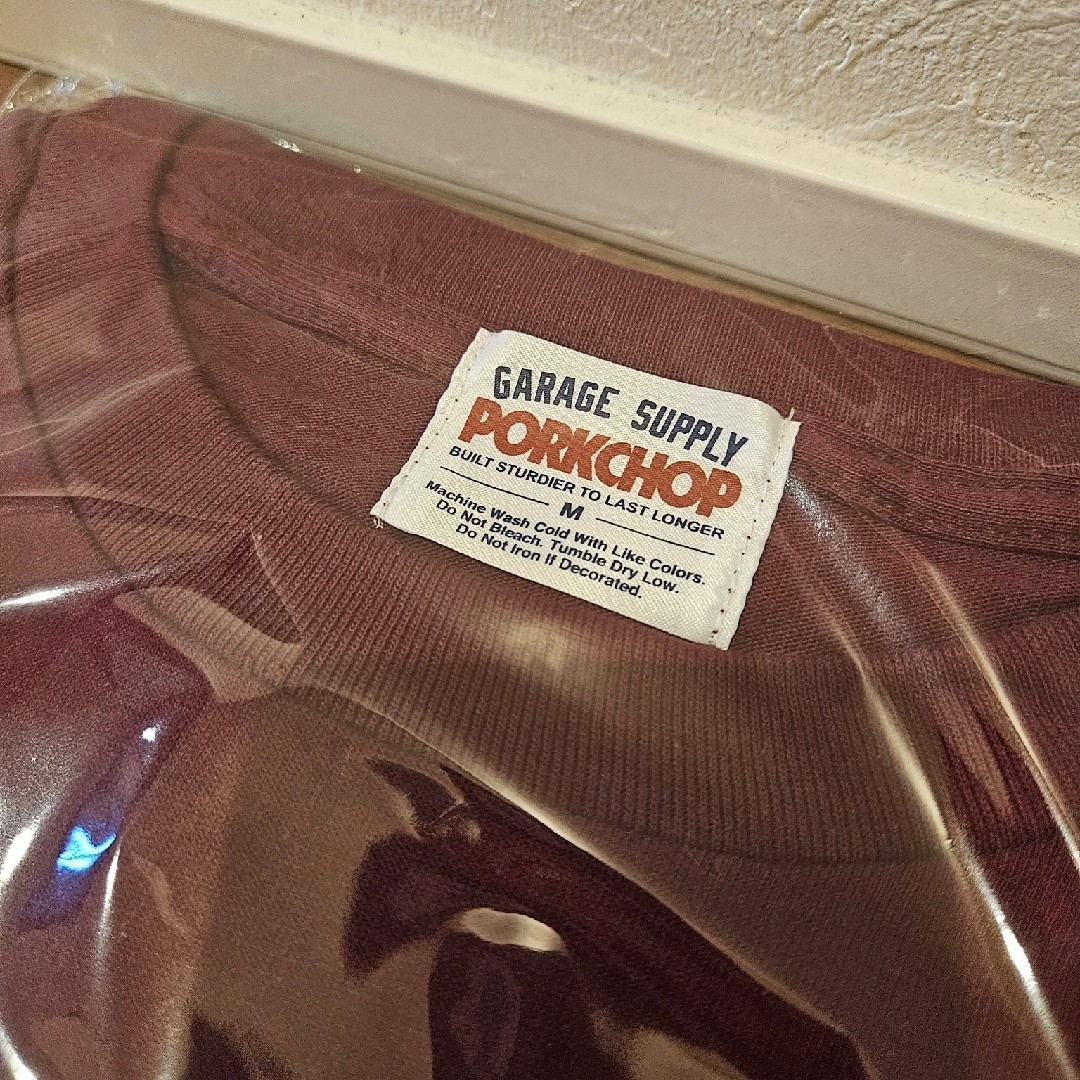 GARAGE SUPPLY
PORKCHOP
BUILT STURDIER TO LAST LONGER
M
Machine Wash Cold With Like Colors.
Do Not Bleach. Tumble Dry Low.
Do Not Iron If Decorated.